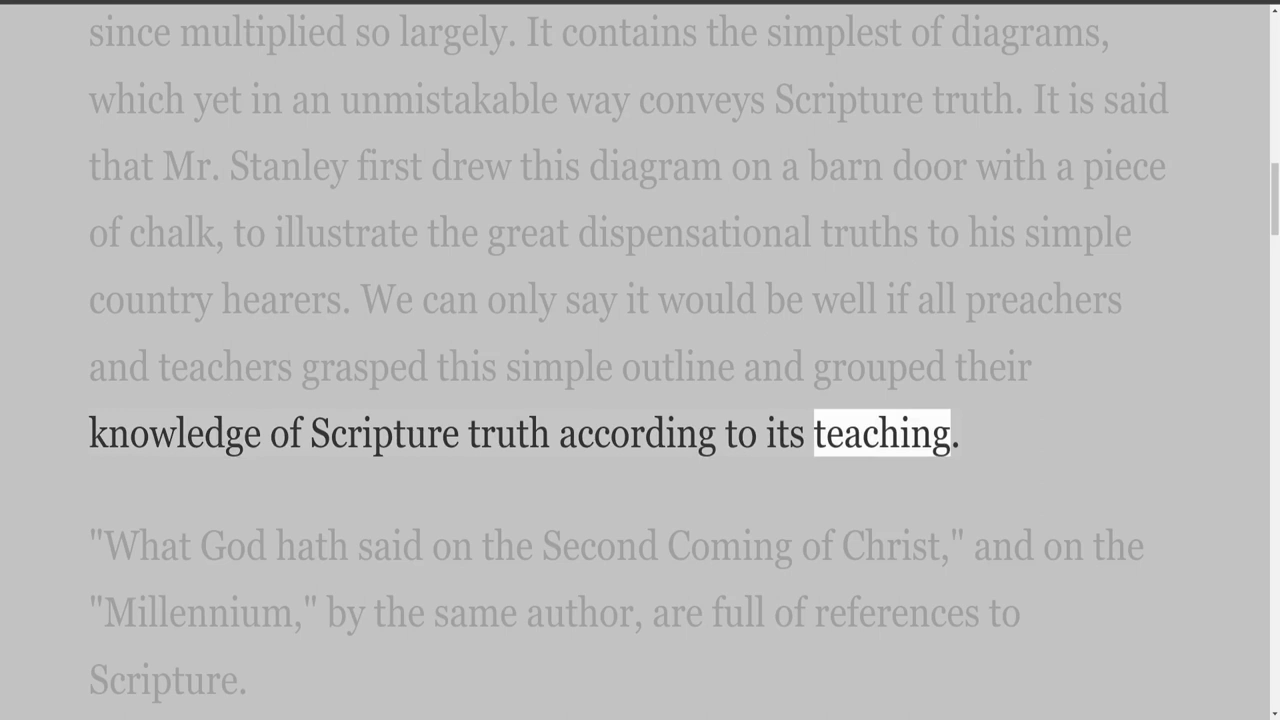 since multiplied so largely. It contains the simplest of diagrams,
which yet in an unmistakable way conveys Scripture truth. It is said
that Mr. Stanley first drew this diagram on a barn door with a piece
of chalk, to illustrate the great dispensational truths to his simple
country hearers. We can only say it would be well if all preachers
and teachers grasped this simple outline and grouped their
knowledge of Scripture truth according to its teaching.
"What God hath said on the Second Coming of Christ," and on the
"Millennium," by the same author, are full of references to
Scripture.